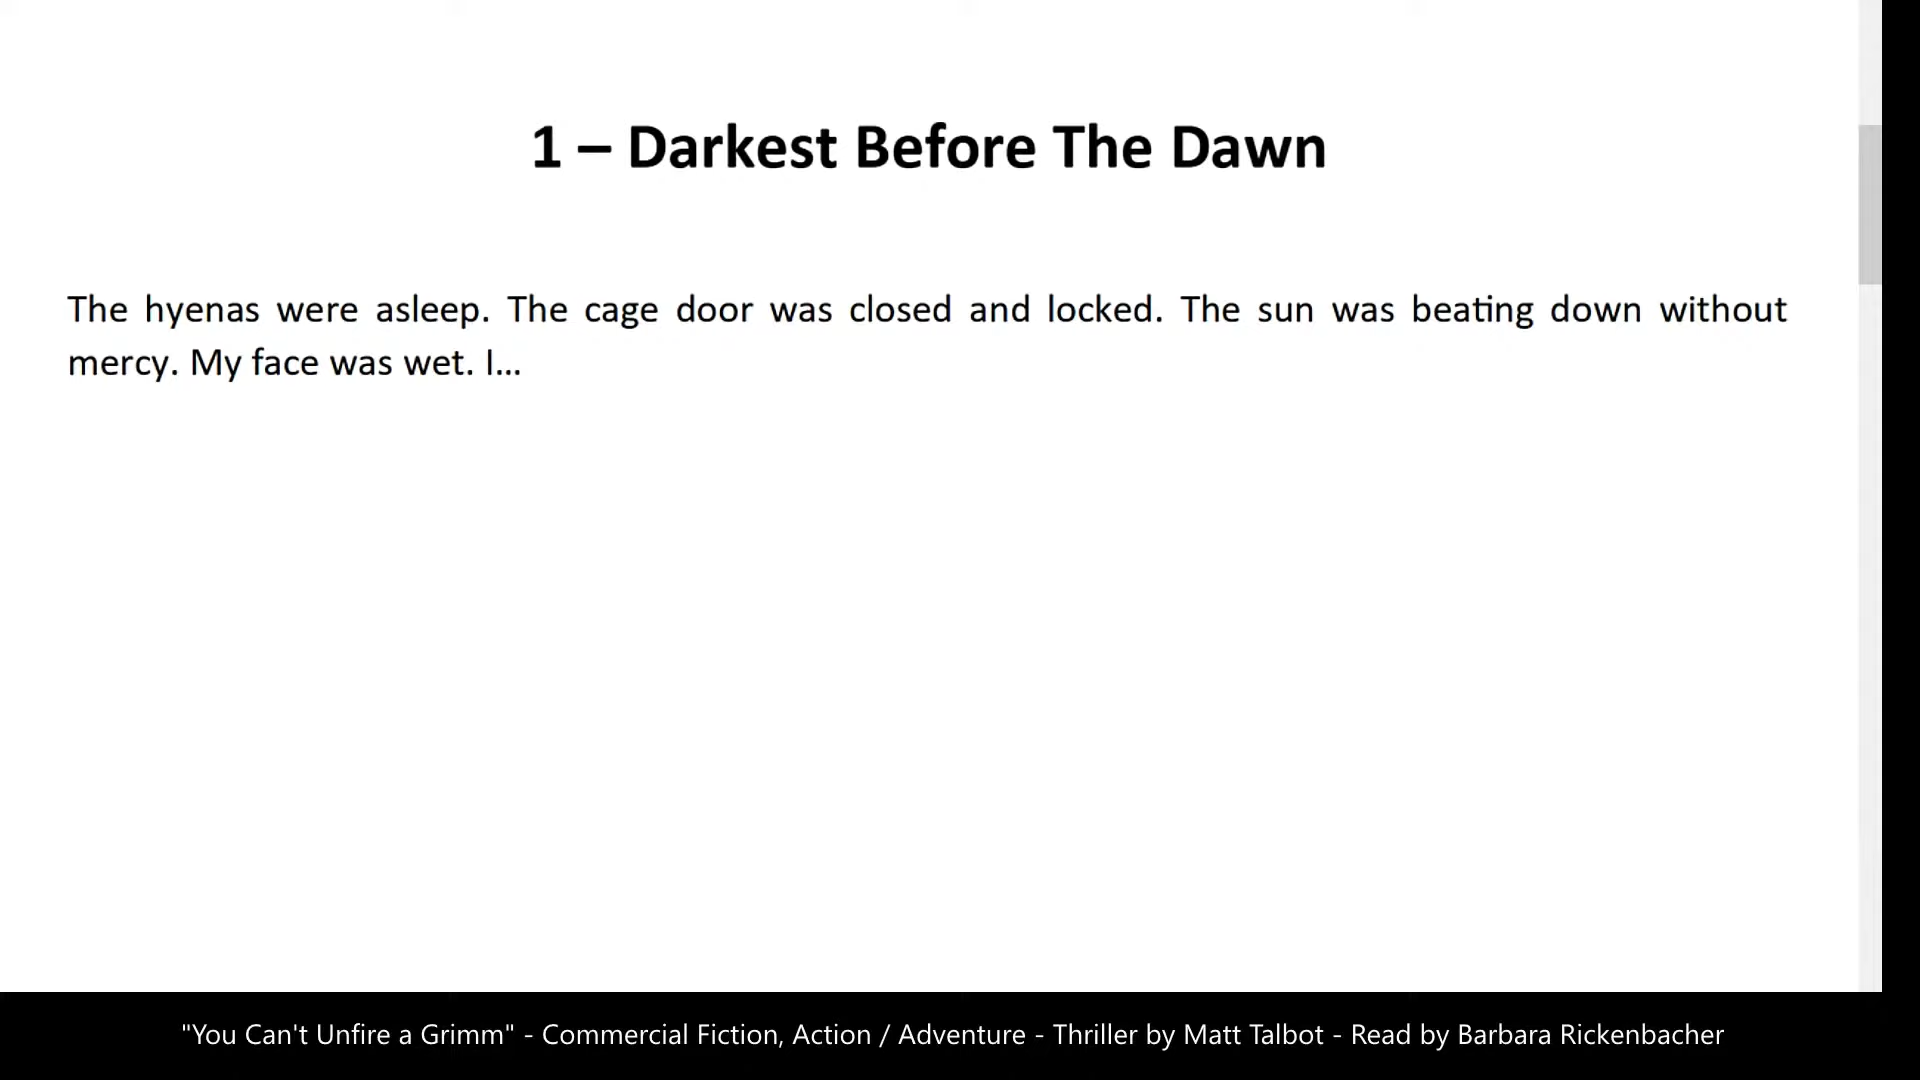 1 – Darkest Before The Dawn
The hyenas were asleep. The cage door was closed and locked. The sun was beating down without
mercy. My face was wet. I...
"You Can't Unfire a Grimm" - Commercial Fiction, Action / Adventure - Thriller by Matt Talbot - Read by Barbara Rickenbacher